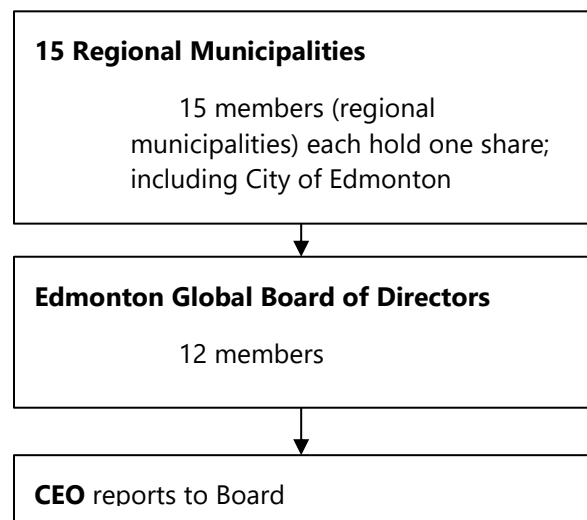 15 Regional Municipalities
15 members (regional
municipalities) each hold one share;
including City of Edmonton
Edmonton Global Board of Directors
12 members
CEO reports to Board